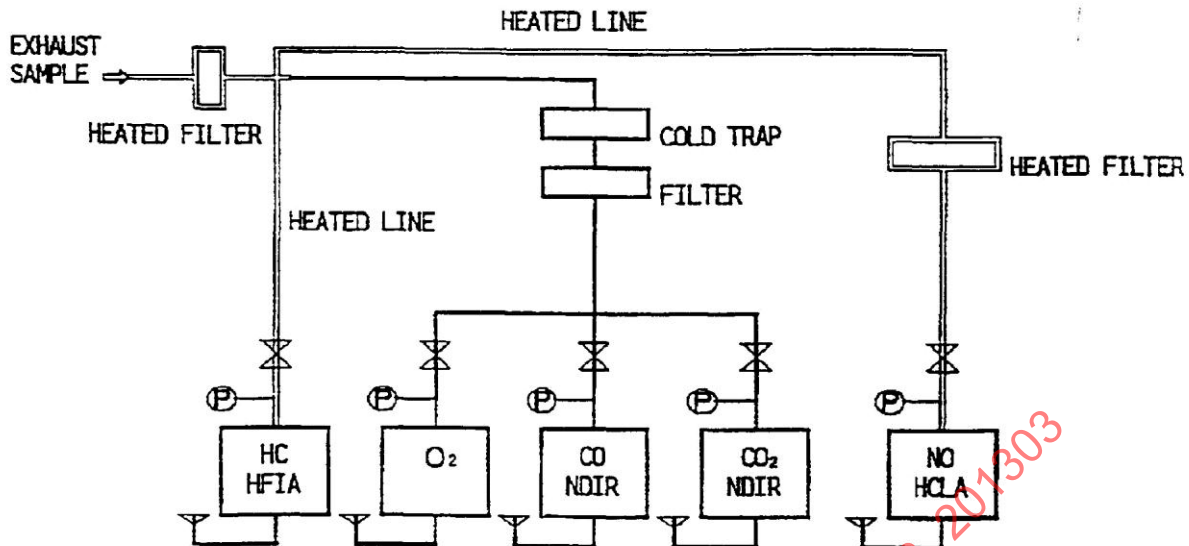 HEATED LINE
EXHAUST
SAMPLE
HEATED FILTER
COLD TRAP
FILTER
HEATED FILTER
HEATED LINE
P
P
P
P
P
HC
HFIA
O₂
CO
NDIR
CO₂
NDIR
NO
HCLA
201303